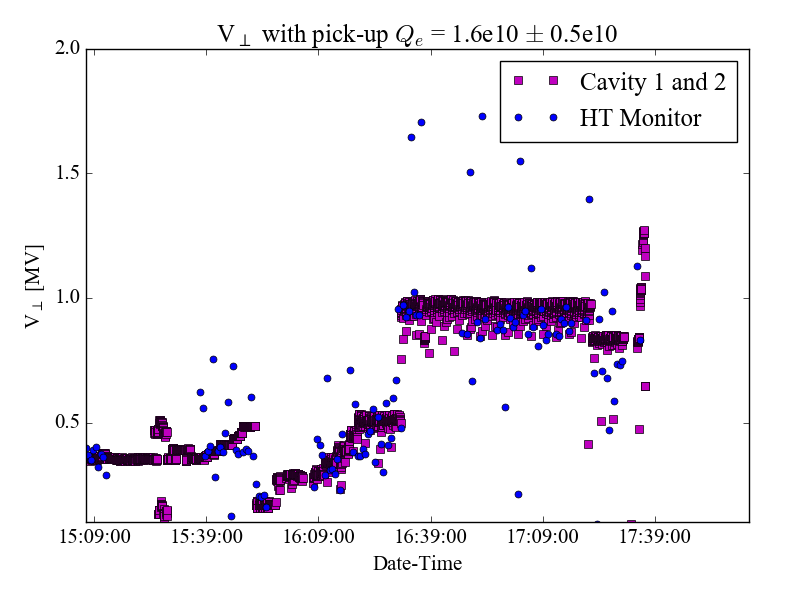 V⊥ with pick-up Qe = 1.6e10 ± 0.5e10
2.0
Cavity 1 and 2
HT Monitor
1.5
V⊥ [MV]
1.0
0.5
15:09:00 15:39:00 16:09:00 16:39:00 17:09:00 17:39:00
Date-Time